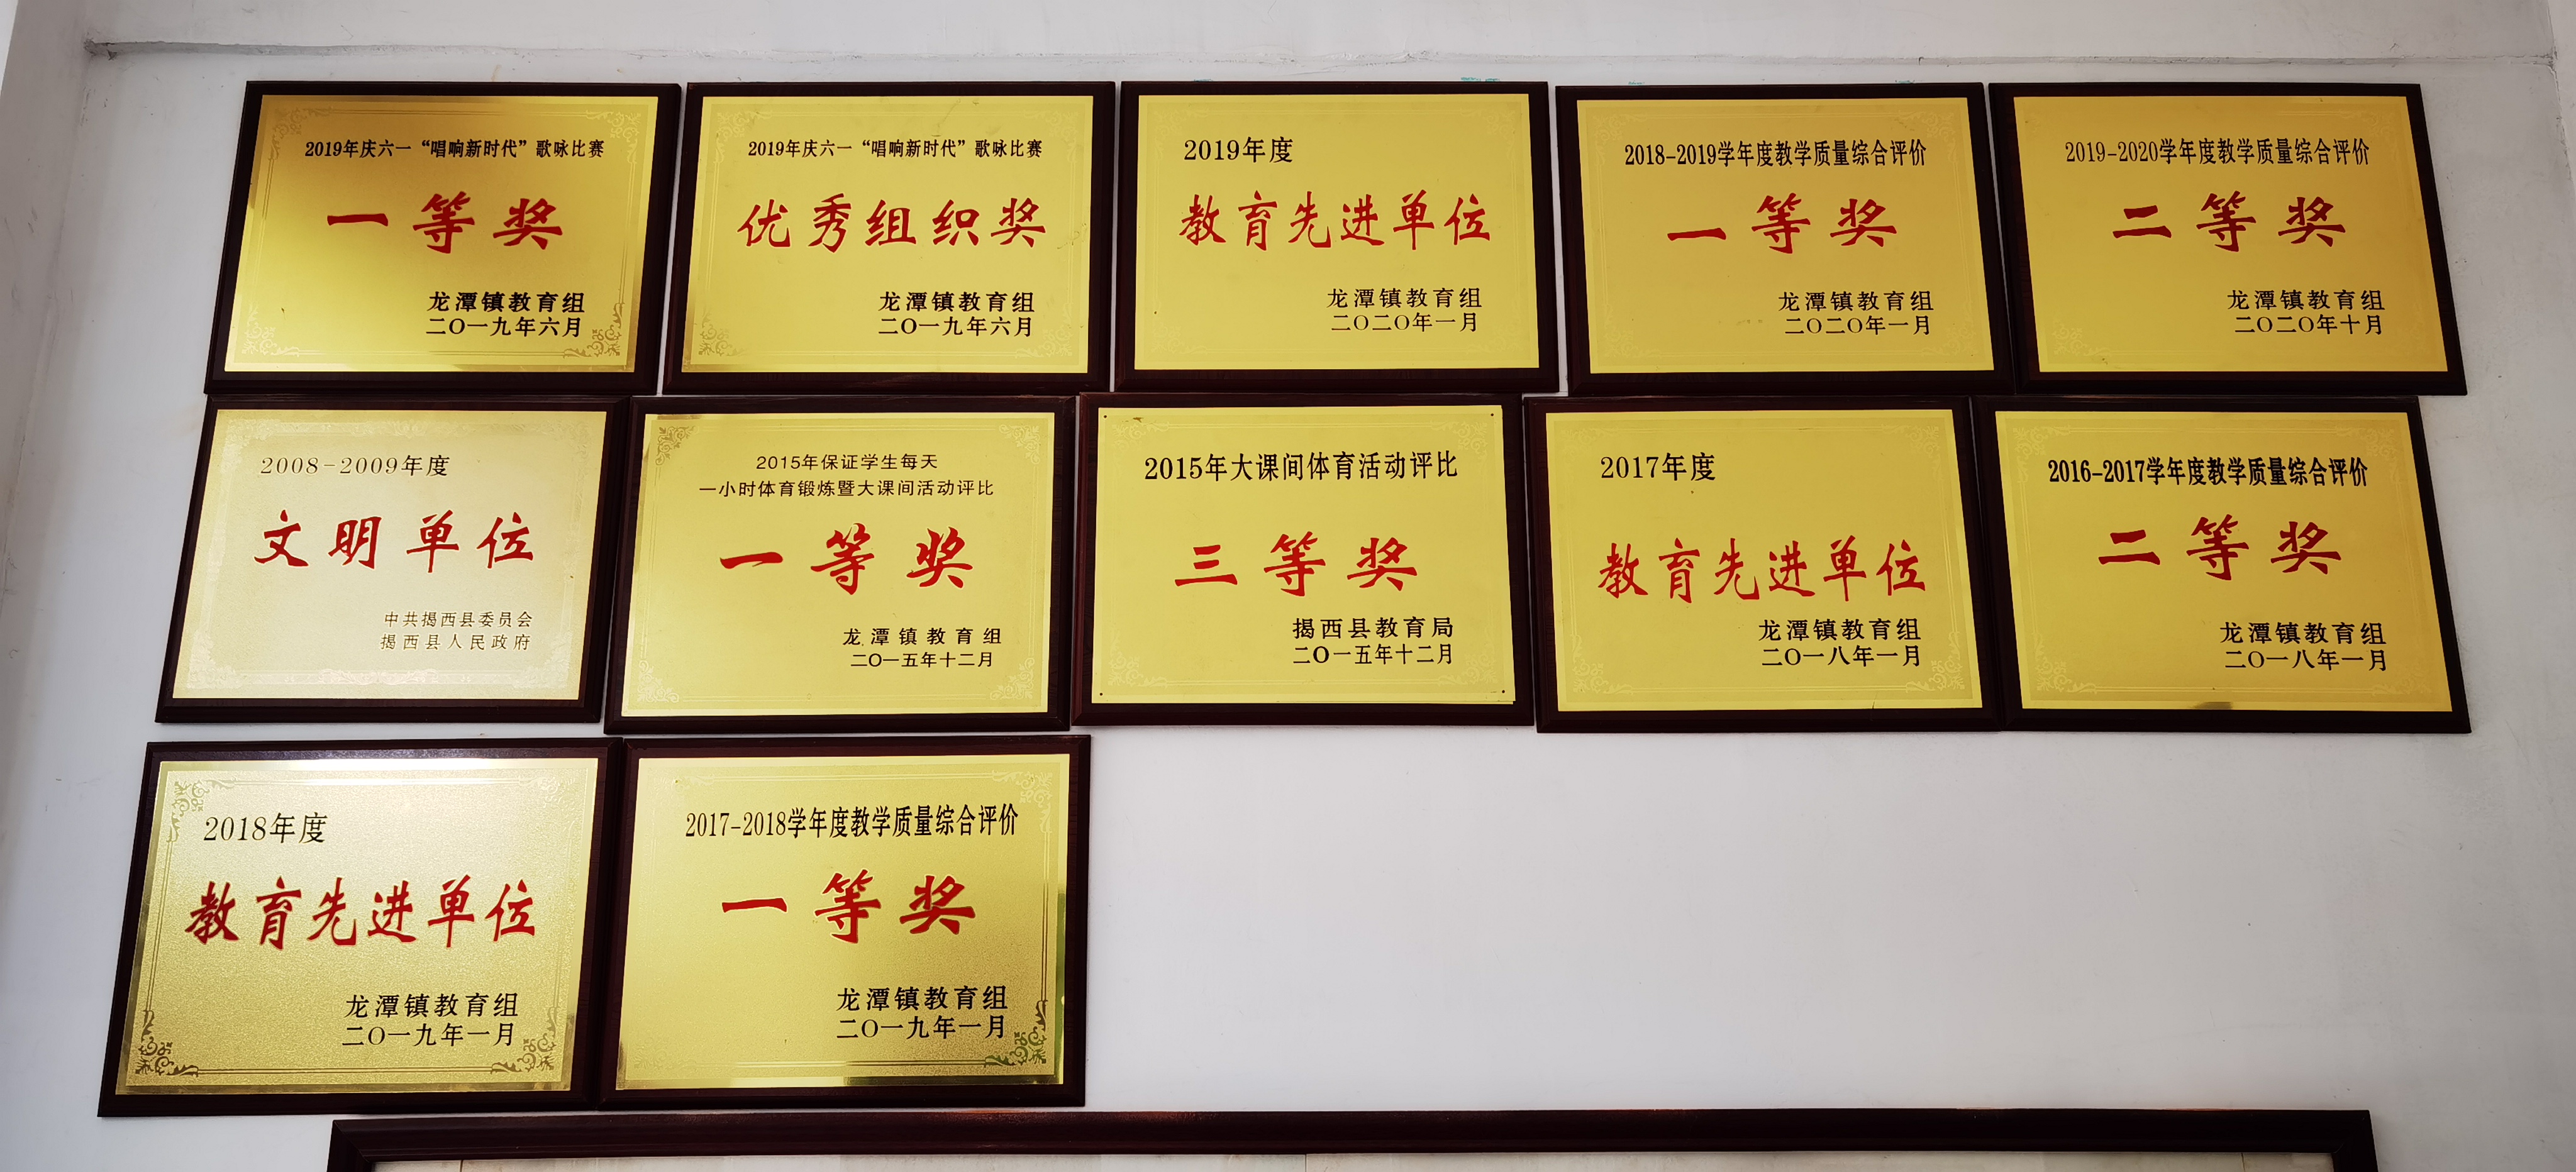 2019年庆六一“唱响新时代”歌咏比赛
一等奖
龙潭镇教育组
二〇一九年六月
2019年庆六一“唱响新时代”歌咏比赛
优秀组织奖
龙潭镇教育组
二〇一九年六月
2019年度
教育先进单位
龙潭镇教育组
二〇二〇年一月
2018-2019学年度教学质量综合评价
一等奖
龙潭镇教育组
二〇二〇年一月
2019-2020学年度教学质量综合评价
二等奖
龙潭镇教育组
二〇二〇年十月
2008-2009年度
文明单位
中共揭西县委员会
揭西县人民政府
2015年保证学生每天
一小时体育锻炼暨大课间活动评比
一等奖
龙潭镇教育组
二〇一五年十二月
2015年大课间体育活动评比
三等奖
揭西县教育局
二〇一五年十二月
2017年度
教育先进单位
龙潭镇教育组
二〇一八年一月
2016-2017学年度教学质量综合评价
二等奖
龙潭镇教育组
二〇一八年一月
2018年度
教育先进单位
龙潭镇教育组
二〇一九年一月
2017-2018学年度教学质量综合评价
一等奖
龙潭镇教育组
二〇一九年一月